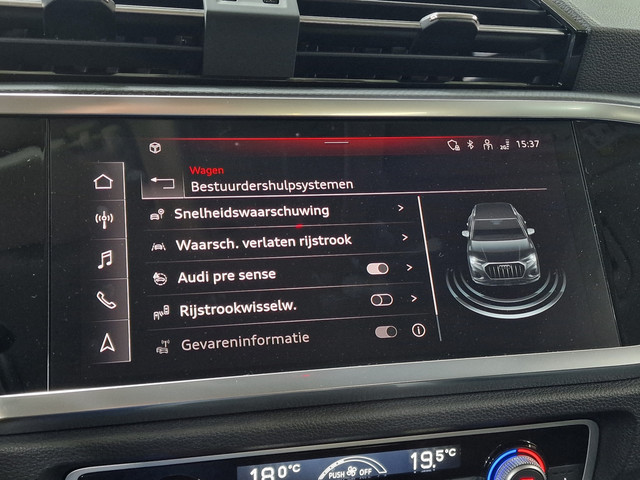 15:37
Wagen
Bestuurdershulpsystemen
Snelheidswaarschuwing
Waarsch. verlaten rijstrook
Audi pre sense
Rijstrookwisselw.
Gevareninformatie
18.0°C
PUSH OFF
19.5°C